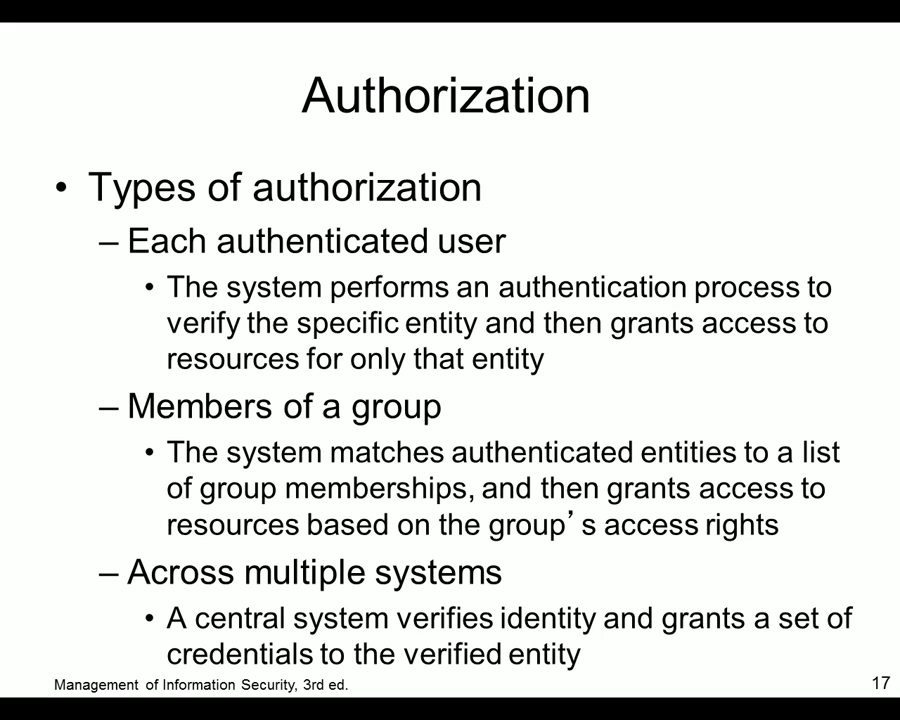 Authorization
• Types of authorization
– Each authenticated user
• The system performs an authentication process to
verify the specific entity and then grants access to
resources for only that entity
– Members of a group
• The system matches authenticated entities to a list
of group memberships, and then grants access to
resources based on the group’s access rights
– Across multiple systems
• A central system verifies identity and grants a set of
credentials to the verified entity
Management of Information Security, 3rd ed.
17